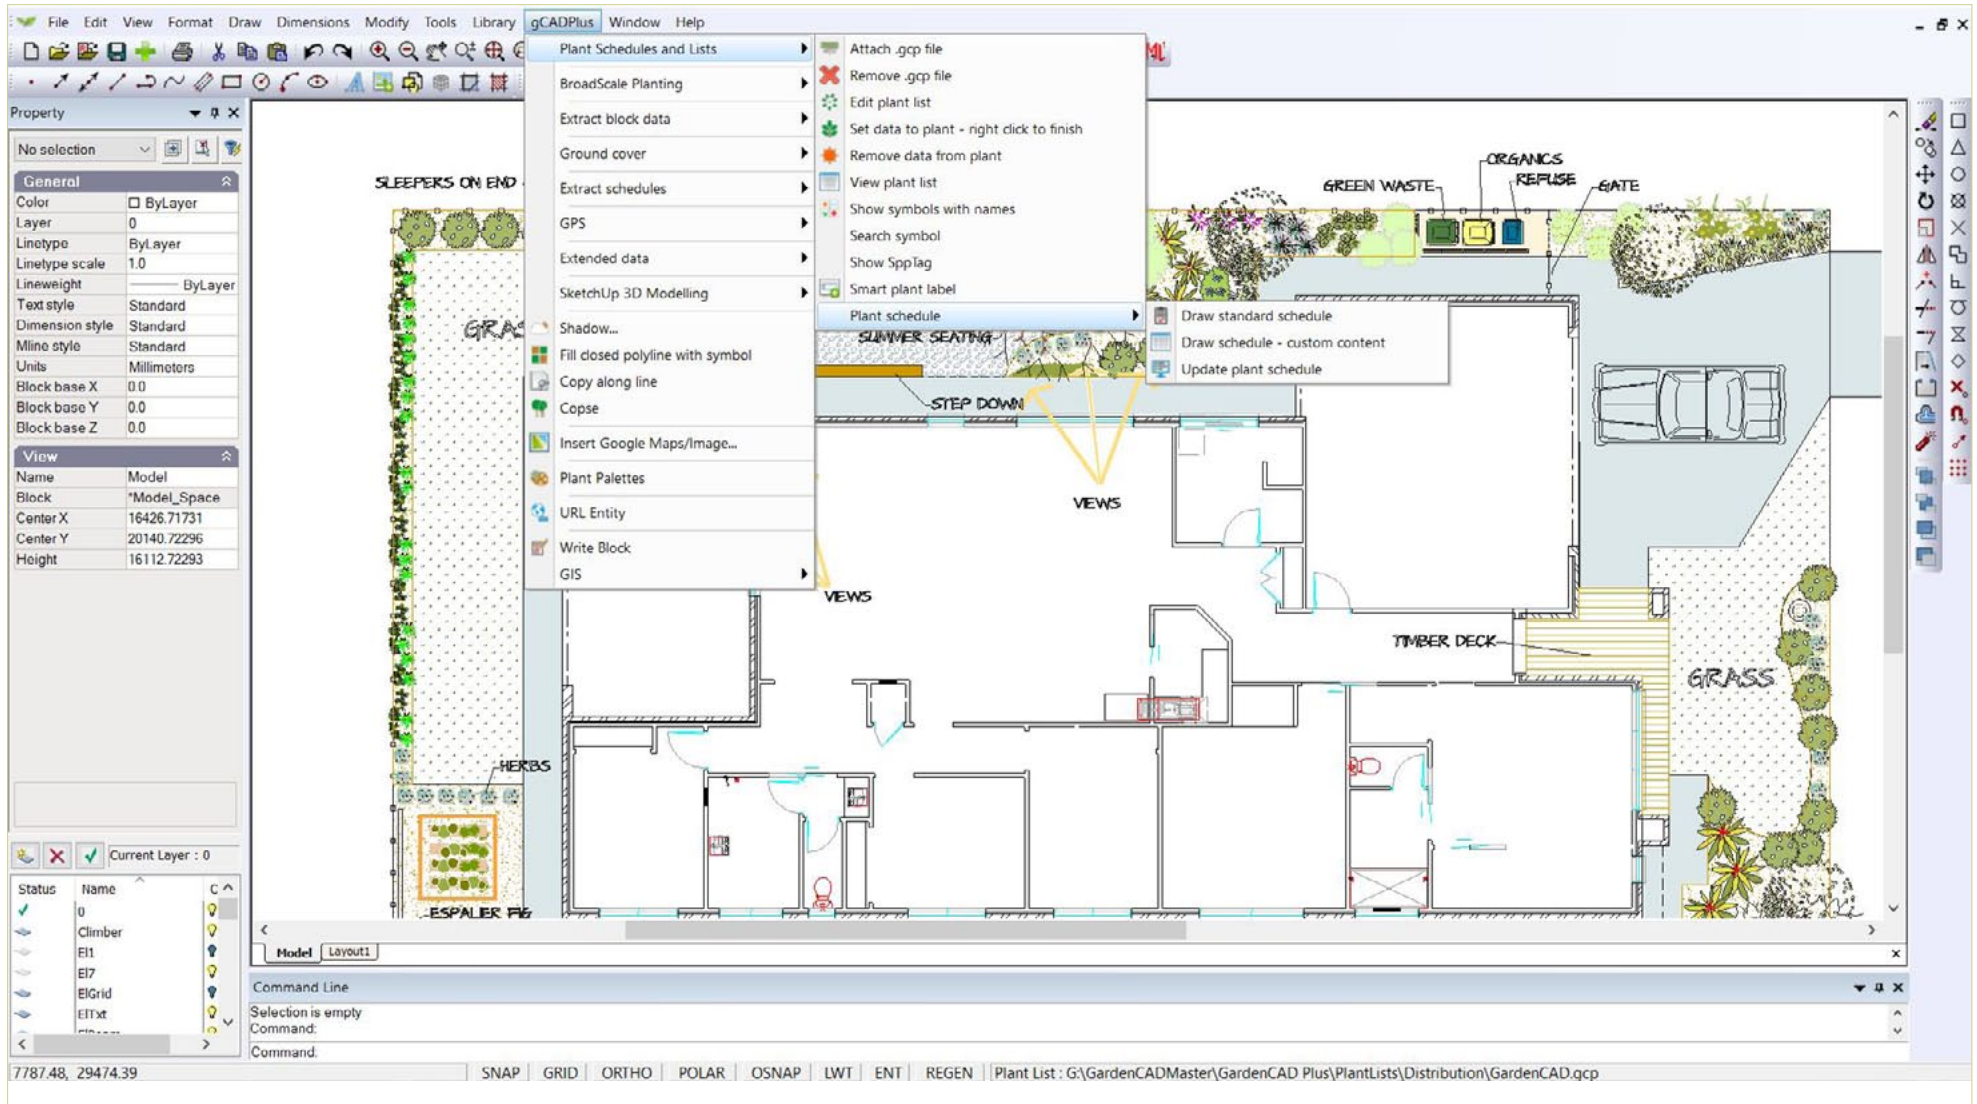 File Edit View Format Draw Dimensions Modify Tools Library gCADPlus Window Help
Property
No selection
General
Color ByLayer
Layer 0
Linetype ByLayer
Linetype scale 1.0
Lineweight ByLayer
Text style Standard
Dimension style Standard
Mline style Standard
Units Millimeters
Block base X 0.0
Block base Y 0.0
Block base Z 0.0
View
Name Model
Block *Model_Space
Center X 16426.71731
Center Y 20140.72296
Height 16112.72293
Current Layer : 0
Status Name C
0
Climber
El1
El7
ElGrid
ElTxt
Plant Schedules and Lists
BroadScale Planting
Extract block data
Ground cover
Extract schedules
GPS
Extended data
SketchUp 3D Modelling
Shadow...
Fill closed polyline with symbol
Copy along line
Copse
Insert Google Maps/Image...
Plant Palettes
URL Entity
Write Block
GIS
Attach .gcp file
Remove .gcp file
Edit plant list
Set data to plant - right click to finish
Remove data from plant
View plant list
Show symbols with names
Search symbol
Show SppTag
Smart plant label
Plant schedule
Draw standard schedule
Draw schedule - custom content
Update plant schedule
SLEEPERS ON END
GREEN WASTE
ORGANICS
REFUSE
GATE
SUMMER SEATING
STEP DOWN
VIEWS
VIEWS
TIMBER DECK
GRASS
HERBS
ESPALIER FIG
Model Layout1
Command Line
Selection is empty
Command:
Command.
7787.48, 29474.39 SNAP GRID ORTHO POLAR OSNAP LWT ENT REGEN Plant List : G:\GardenCADMaster\GardenCAD Plus\PlantLists\Distribution\GardenCAD.gcp